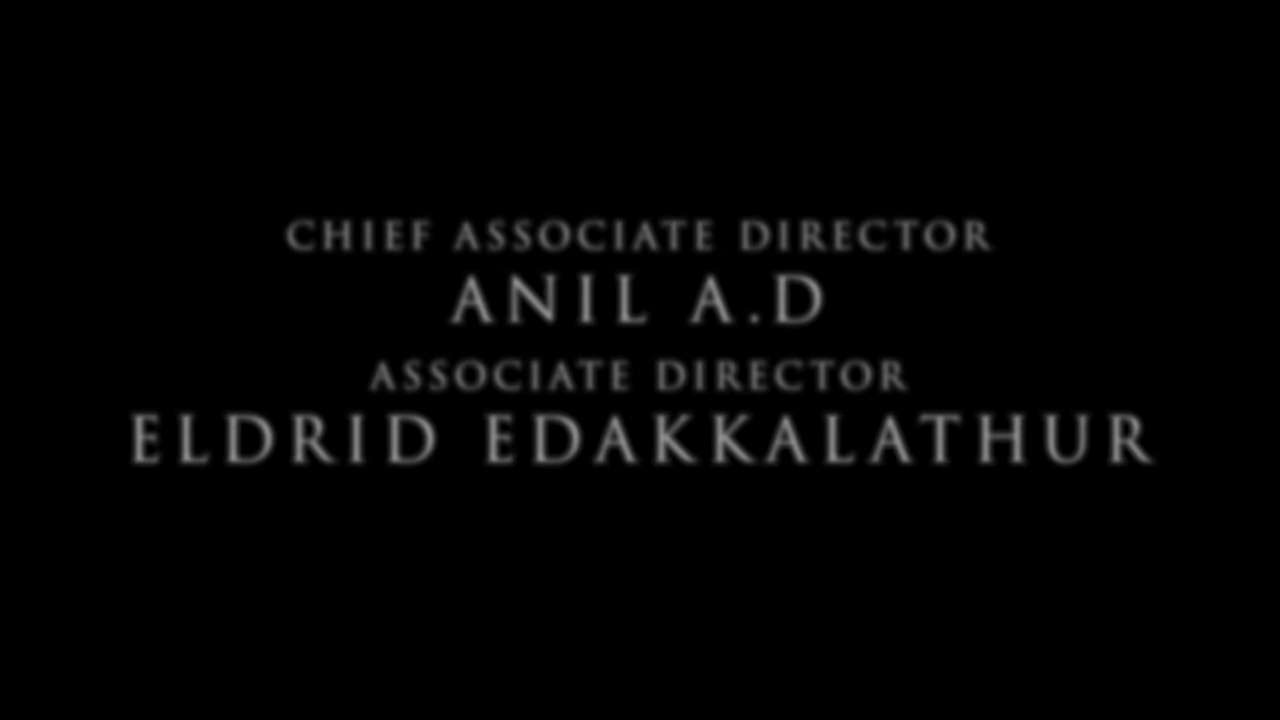 CHIEF ASSOCIATE DIRECTOR
ANIL A.D
ASSOCIATE DIRECTOR
ELDRID EDAKKALATHUR